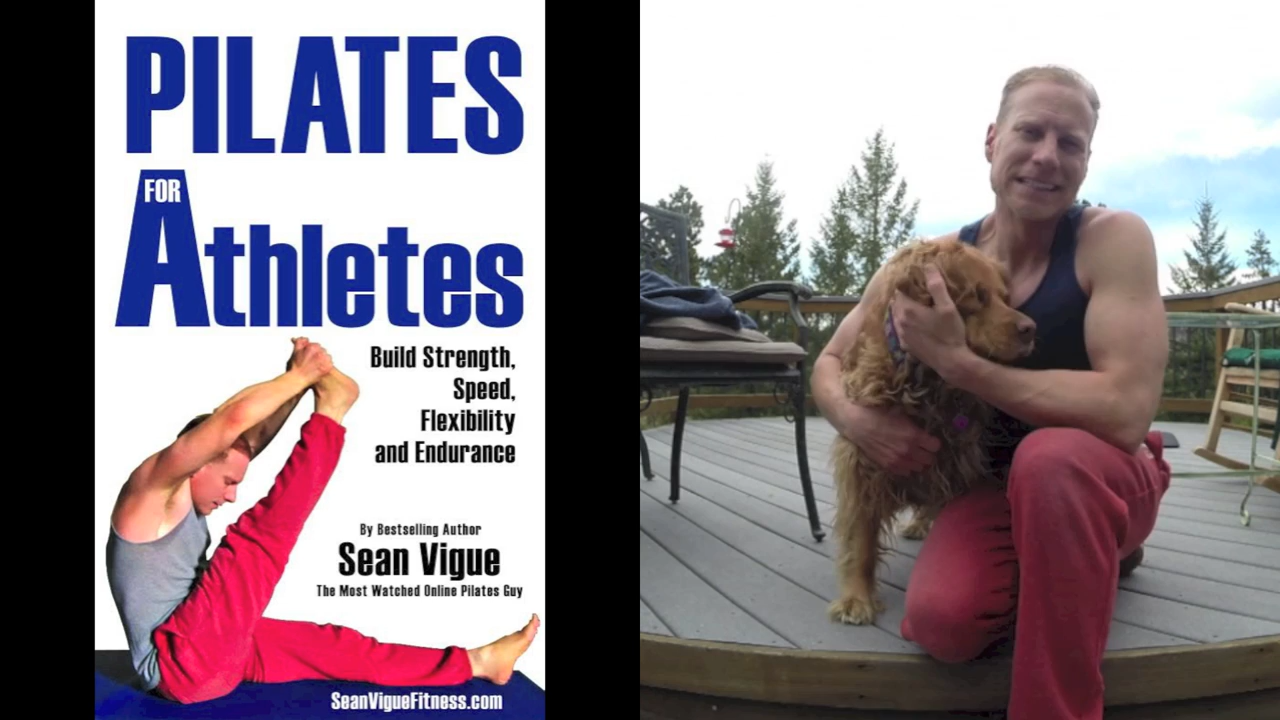 PILATES
FOR
Athletes
Build Strength,
Speed,
Flexibility
and Endurance
By Bestselling Author
Sean Vigue
The Most Watched Online Pilates Guy
SeanVigueFitness.com